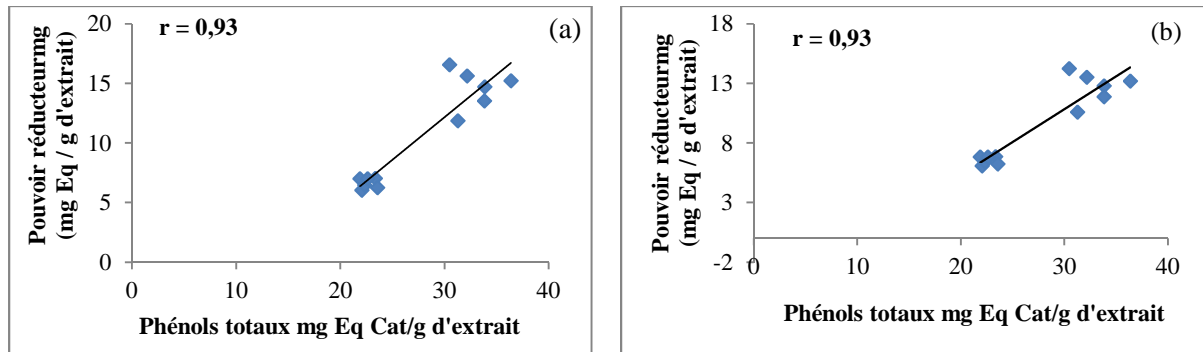 r = 0,93
(a)
Pouvoir réducteurmg
(mg Eq / g d'extrait)
20
15
10
5
0
0 10 20 30 40
Phénols totaux mg Eq Cat/g d'extrait
r = 0,93
(b)
Pouvoir réducteurmg
(mg Eq / g d'extrait)
18
13
8
3
-2
0 10 20 30 40
Phénols totaux mg Eq Cat/g d'extrait